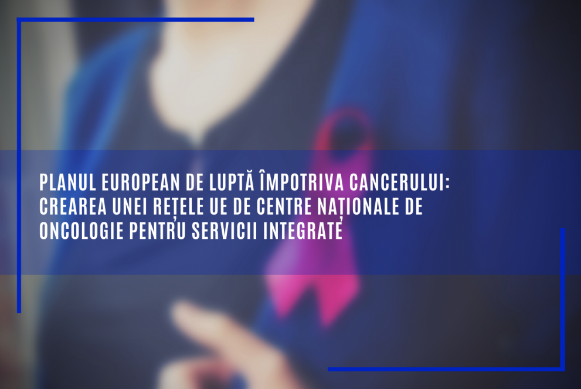 PLANUL EUROPEAN DE LUPTĂ ÎMPOTRIVA CANCERULUI:
CREAREA UNEI REȚELE UE DE CENTRE NAȚIONALE DE
ONCOLOGIE PENTRU SERVICII INTEGRATE